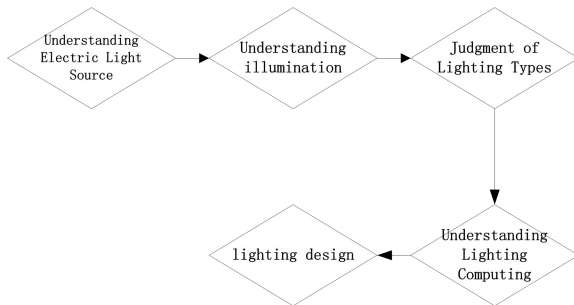 Understanding
Electric Light
Source
Understanding
illumination
Judgment of
Lighting Types
Understanding
Lighting
Computing
lighting design